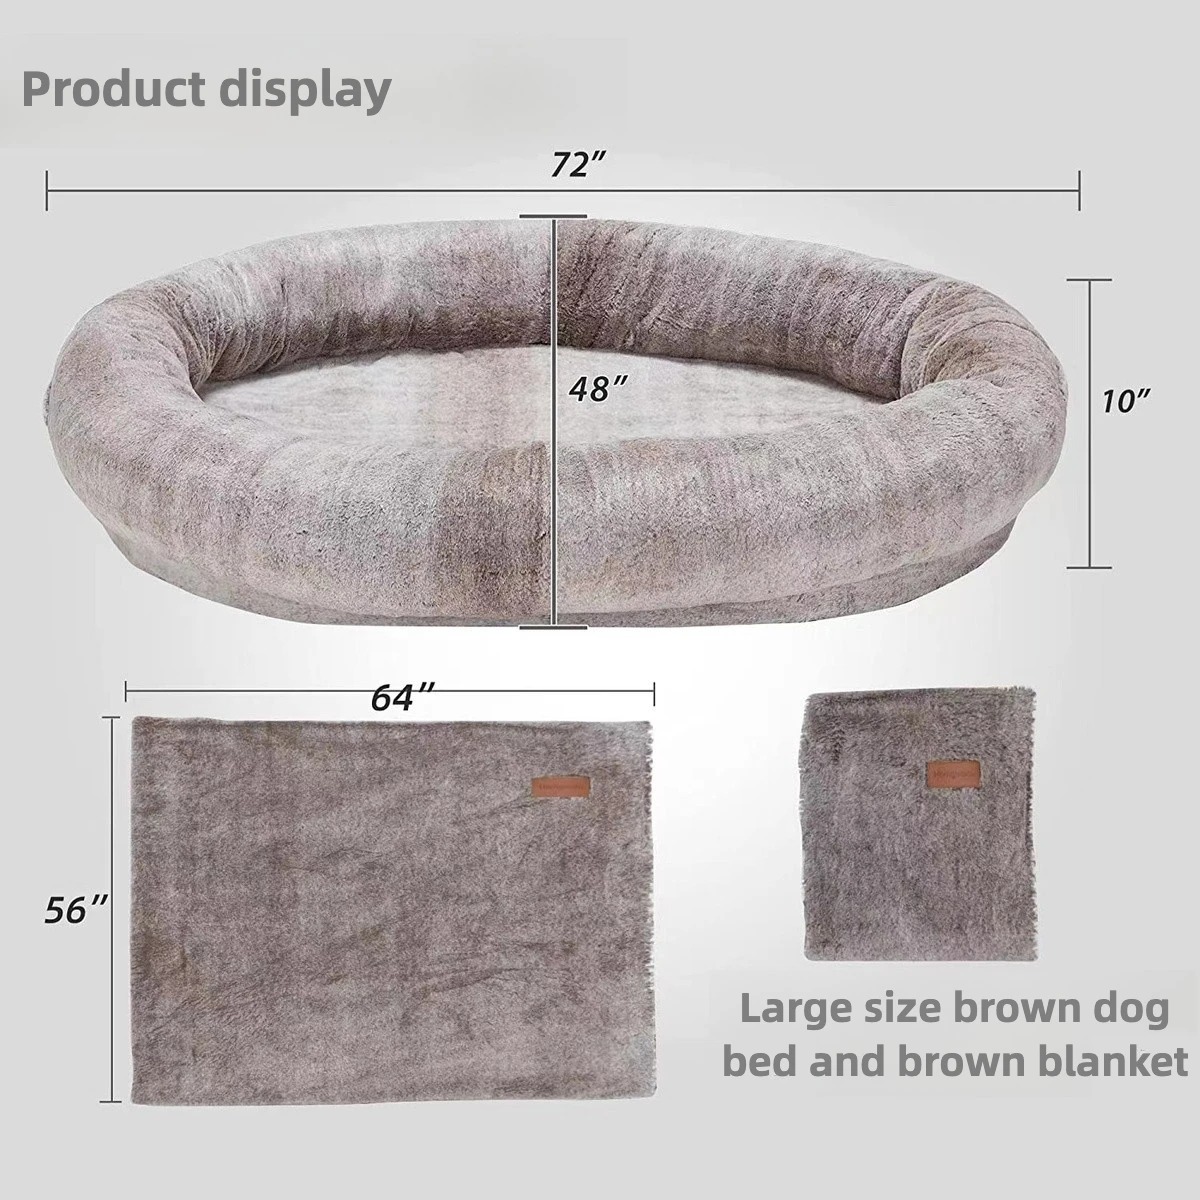 Product display
72”
48”
10”
64”
56”
Large size brown dog
bed and brown blanket